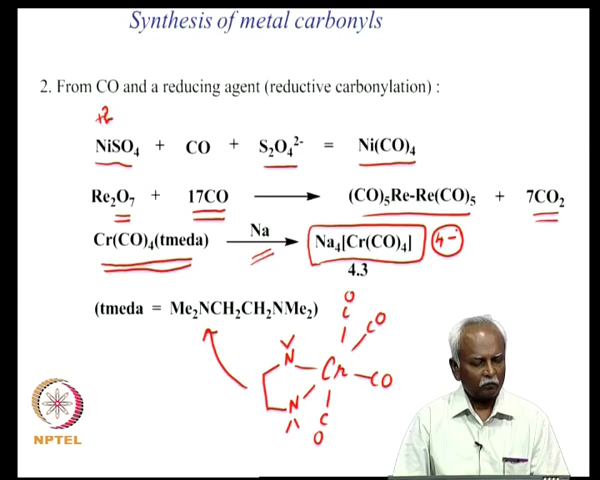 Synthesis of metal carbonyls
2. From CO and a reducing agent (reductive carbonylation) :
+2
NiSO₄ + CO + S₂O₄²⁻ = Ni(CO)₄
Re₂O₇ + 17CO ⟶ (CO)₅Re-Re(CO)₅ + 7CO₂
Na
Cr(CO)₄(tmeda) ⟶ Na₄[Cr(CO)₄] 4-
4.3
(tmeda = Me₂NCH₂CH₂NMe₂)
O
C CO
N Cr CO
N C
O
NPTEL